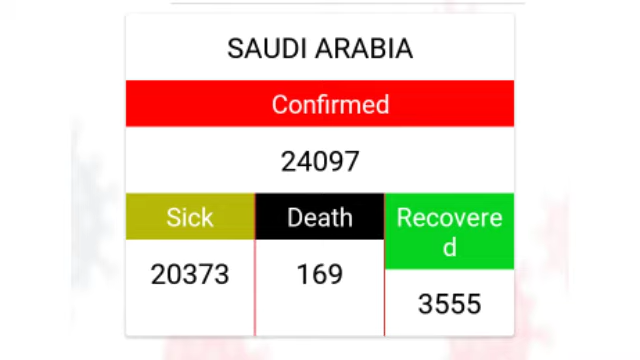 SAUDI ARABIA
Confirmed
24097
Sick
Death
Recovere
d
20373
169
3555